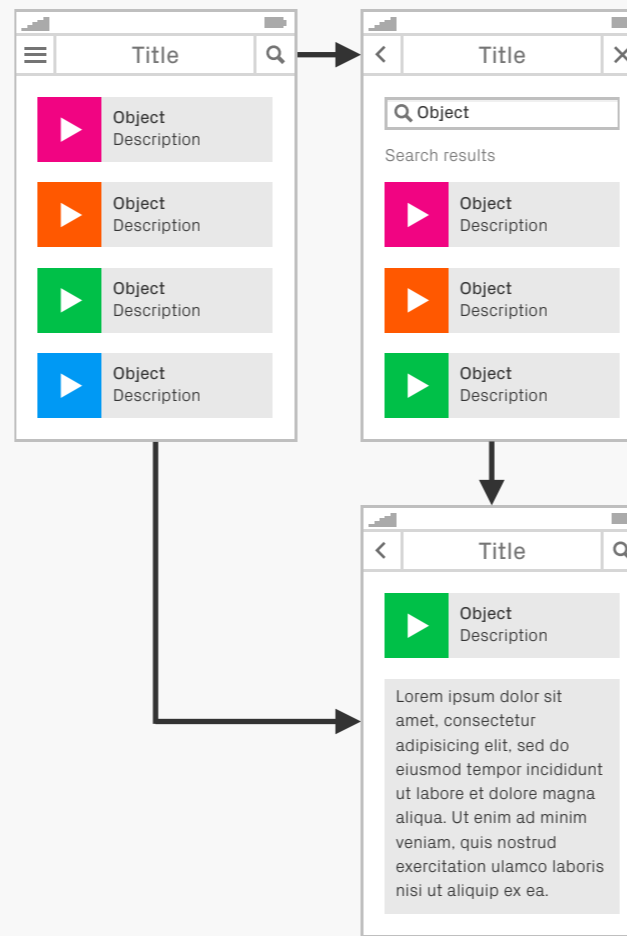 Title
Object
Description
Object
Description
Object
Description
Object
Description
Title
Object
Search results
Object
Description
Object
Description
Object
Description
Title
Object
Description
Lorem ipsum dolor sit
amet, consectetur
adipisicing elit, sed do
eiusmod tempor incididunt
ut labore et dolore magna
aliqua. Ut enim ad minim
veniam, quis nostrud
exercitation ulamco laboris
nisi ut aliquip ex ea.